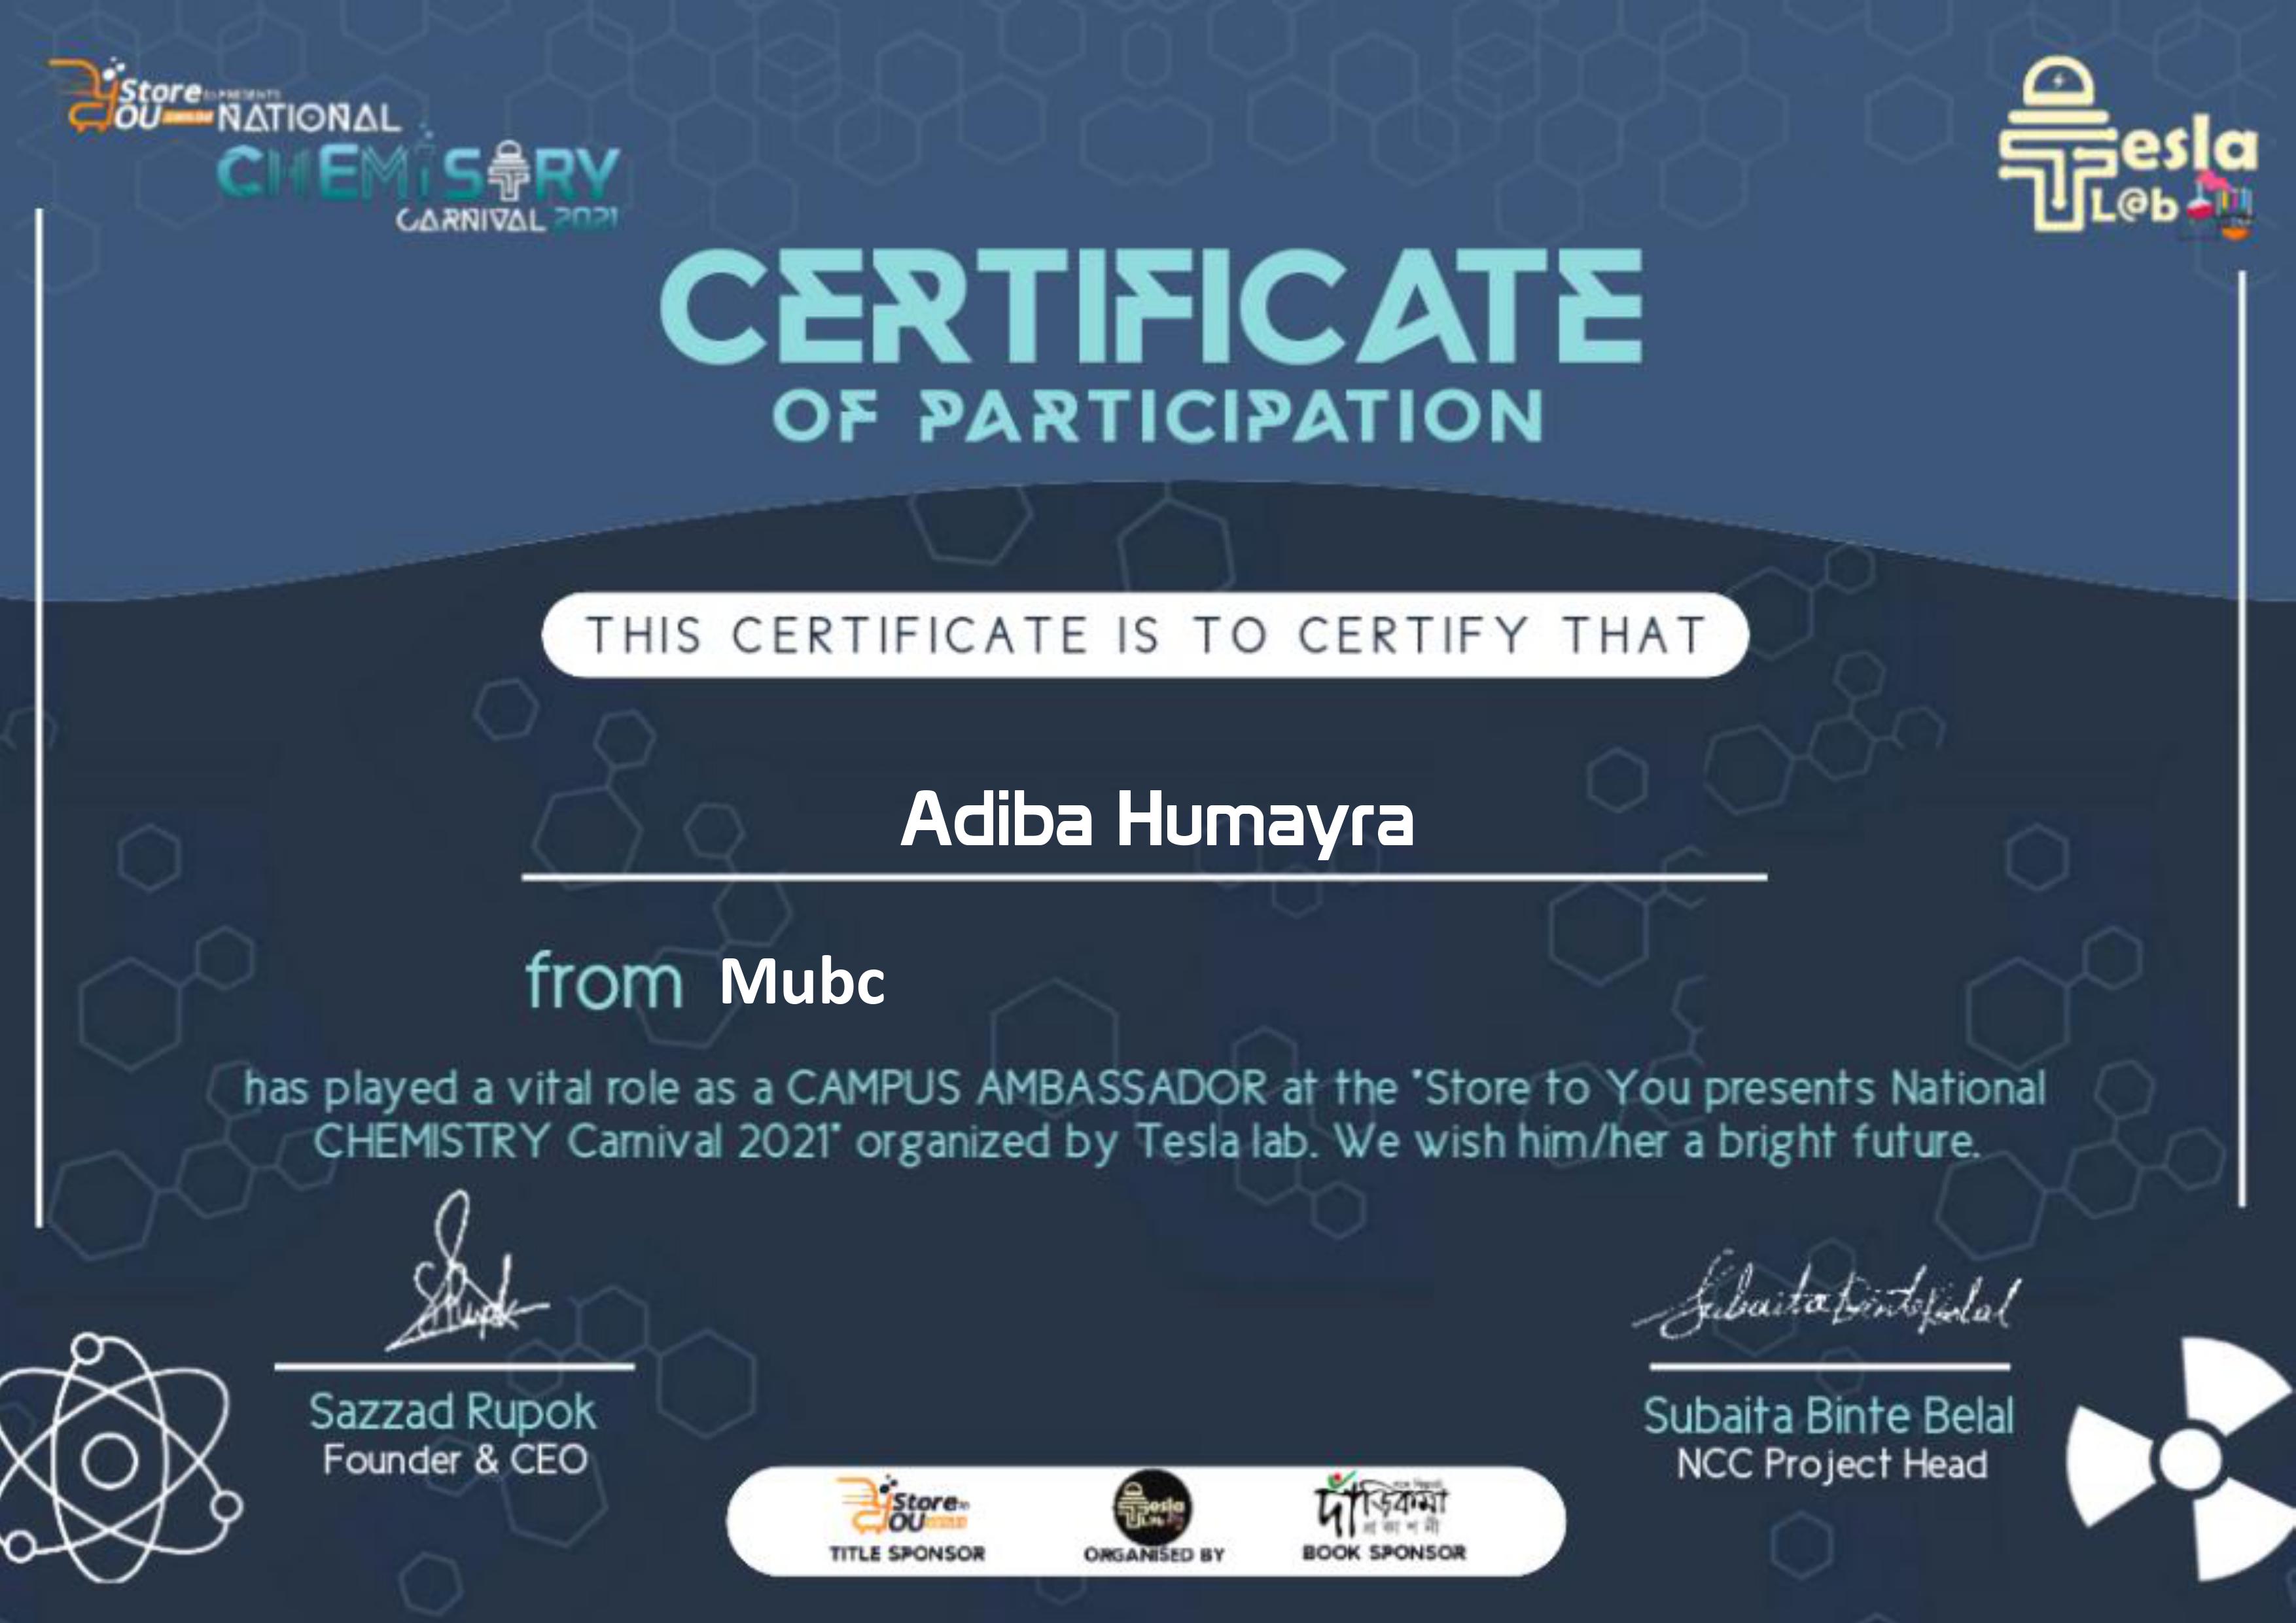 Store to PRESENTS
YOU
NATIONAL
CHEMISTRY
CARNIVAL 2021
Tesla
L@b
CERTIFICATE
OF PARTICIPATION
THIS CERTIFICATE IS TO CERTIFY THAT
Adiba Humayra
from Mubc
has played a vital role as a CAMPUS AMBASSADOR at the "Store to You presents National
CHEMISTRY Carnival 2021" organized by Tesla lab. We wish him/her a bright future.
Sazzad Rupok
Founder & CEO
Subaita Binte Belal
Subaita Binte Belal
NCC Project Head
Store to
YOU
TITLE SPONSOR
Tesla
L@b
ORGANISED BY
দাঁড়িকমা
প্রকাশনী
BOOK SPONSOR